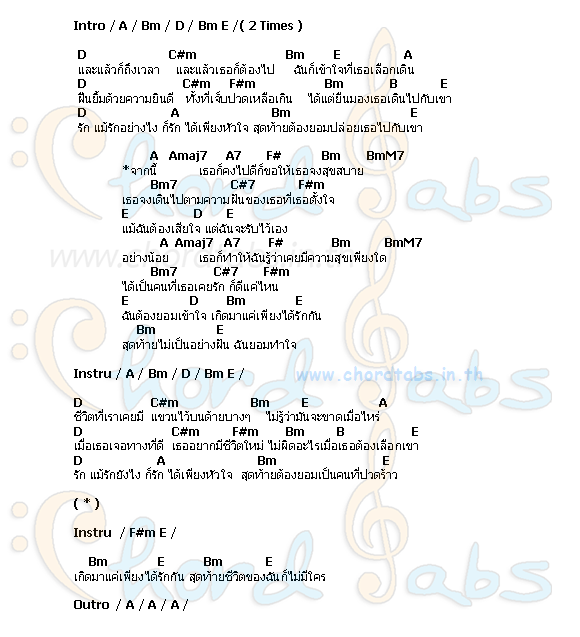 Intro / A / Bm / D / Bm E /( 2 Times )
D C#m Bm E A
และแล้วก็ถึงเวลา และแล้วเธอก็ต้องไป ฉันก็เข้าใจที่เธอเลือกเดิน
D C#m F#m Bm B E
ฝืนยิ้มด้วยความยินดี ทั้งที่เจ็บปวดเหลือเกิน ได้แต่ยืนมองเธอเดินไปกับเขา
D A Bm E
รัก แม้รักอย่างไง ก็รัก ได้เพียงหัวใจ สุดท้ายต้องยอมปล่อยเธอไปกับเขา
A Amaj7 A7 F# Bm BmM7
*จากนี้ เธอก็คงไปดีก็ขอให้เธอจงสุขสบาย
Bm7 C#7 F#m
เธอจงเดินไปตามความฝันของเธอที่เธอตั้งใจ
E D E
แม้ฉันต้องเสียใจ แต่ฉันจะรับไว้เอง
A Amaj7 A7 F# Bm BmM7
อย่างน้อย เธอก็ทำให้ฉันรู้ว่าเคยมีความสุขเพียงใด
Bm7 C#7 F#m
ได้เป็นคนที่เธอเคยรัก ก็ดีแค่ไหน
E D Bm E
ฉันต้องยอมเข้าใจ เกิดมาแค่เพียงได้รักกัน
Bm E
สุดท้ายไม่เป็นอย่างฝัน ฉันยอมทำใจ
Instru / A / Bm / D / Bm E /
www.chordtabs.in.th
D C#m Bm E A
ชีวิตที่เราเคยมี แขวนไว้บนด้ายบางๆ ไม่รู้ว่ามันจะขาดเมื่อไหร่
D C#m F#m Bm B E
เมื่อเธอเจอทางที่ดี เธออยากมีชีวิตใหม่ ไม่ผิดอะไรเมื่อเธอต้องเลือกเขา
D A Bm E
รัก แม้รักยังไง ก็รัก ได้เพียงหัวใจ สุดท้ายต้องยอมเป็นคนที่ปวดร้าว
( * )
Instru / F#m E /
Bm E Bm E
เกิดมาแค่เพียงได้รักกัน สุดท้ายชีวิตของฉันก็ไม่มีใคร
Outro / A / A / A /